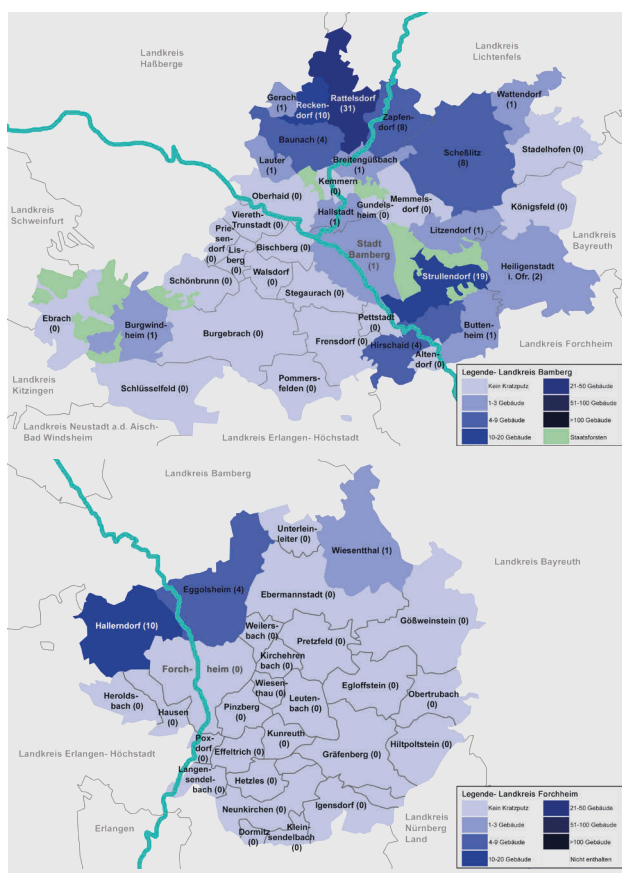 Landkreis
Haßberge
Landkreis
Lichtenfels
Gerach
(1)
Recken-
dorf (10)
Rattelsdorf
(31)
Zapfen-
dorf (8)
Wattendorf
(1)
Baunach (4)
Scheßlitz
(8)
Stadelhofen (0)
Lauter
(1)
Breitengüßbach
(1)
Kemmern
(0)
Oberhaid (0)
Gundels-
heim (0)
Memmels-
dorf (0)
Königsfeld (0)
Landkreis
Schweinfurt
Viereth-
Trunstadt (0)
Hallstadt
(1)
Litzendorf (1)
Landkreis
Bayreuth
Prie-
sen-
dorf
(0)
Lis-
berg
(0)
Bischberg (0)
Stadt
Bamberg
(1)
Walsdorf
(0)
Schönbrunn (0)
Stegaurach (0)
Strullendorf (19)
Heiligenstadt
i. Ofr. (2)
Ebrach
(0)
Burgwind-
heim (1)
Burgebrach (0)
Pettstadt
(0)
Frensdorf (0)
Hirschaid (4)
Butten-
heim (1)
Alten-
dorf (0)
Landkreis Forchheim
Landkreis
Kitzingen
Schlüsselfeld (0)
Pommers-
felden (0)
Landkreis Neustadt a.d. Aisch-
Bad Windsheim
Landkreis Erlangen- Höchstadt
Legende- Landkreis Bamberg
Kein Kratzputz
21-50 Gebäude
1-3 Gebäude
51-100 Gebäude
4-9 Gebäude
>100 Gebäude
10-20 Gebäude
Staatsforsten
Landkreis Bamberg
Unterlein-
leiter (0)
Wiesentthal (1)
Landkreis Bayreuth
Eggolsheim (4)
Ebermannstadt (0)
Hallerndorf (10)
Gößweinstein (0)
Weilers-
bach (0)
Pretzfeld (0)
Kirchehren
bach (0)
Forch-
heim (0)
Wiesen-
thau (0)
Egloffstein (0)
Obertrubach
(0)
Herolds-
bach (0)
Hausen
(0)
Pinzberg
(0)
Leuten-
bach (0)
Pox-
dorf
(0)
Effeltrich (0)
Kunreuth
(0)
Gräfenberg (0)
Hiltpoltstein (0)
Landkreis Erlangen- Höchstadt
Langen-
sendel-
bach (0)
Hetzles (0)
Neunkirchen (0)
Igensdorf (0)
Erlangen
Dormitz
(0)
Klein-
sendelbach
(0)
Landkreis
Nürnberg
Land
Legende- Landkreis Forchheim
Kein Kratzputz
21-50 Gebäude
1-3 Gebäude
51-100 Gebäude
4-9 Gebäude
>100 Gebäude
10-20 Gebäude
Nicht enthalten